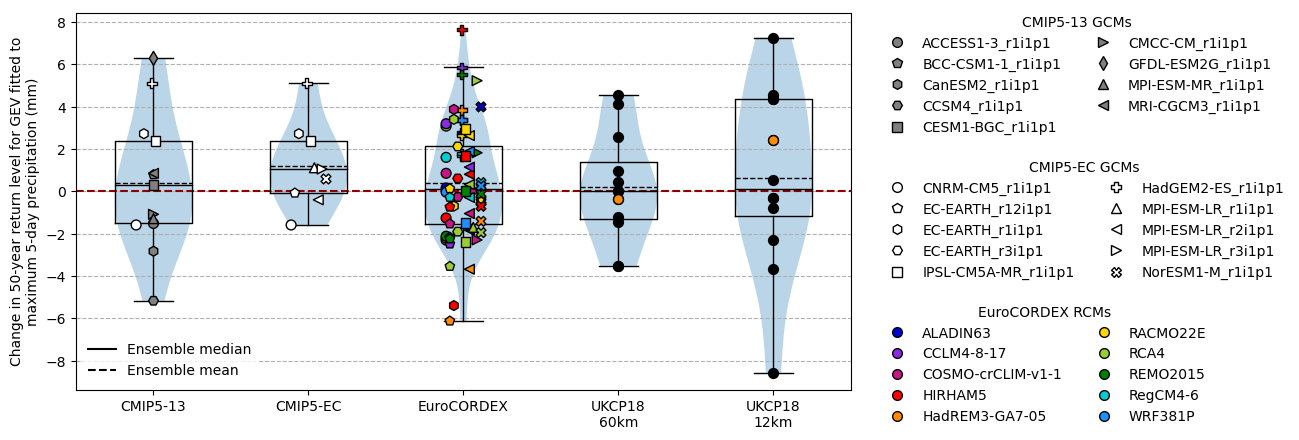 Change in 50-year return level for GEV fitted to
maximum 5-day precipitation (mm)
8
6
4
2
0
−2
−4
−6
−8
Ensemble median
Ensemble mean
CMIP5-13
CMIP5-EC
EuroCORDEX
UKCP18
60km
UKCP18
12km
CMIP5-13 GCMs
ACCESS1-3_r1i1p1
BCC-CSM1-1_r1i1p1
CanESM2_r1i1p1
CCSM4_r1i1p1
CESM1-BGC_r1i1p1
CMCC-CM_r1i1p1
GFDL-ESM2G_r1i1p1
MPI-ESM-MR_r1i1p1
MRI-CGCM3_r1i1p1
CMIP5-EC GCMs
CNRM-CM5_r1i1p1
EC-EARTH_r12i1p1
EC-EARTH_r1i1p1
EC-EARTH_r3i1p1
IPSL-CM5A-MR_r1i1p1
HadGEM2-ES_r1i1p1
MPI-ESM-LR_r1i1p1
MPI-ESM-LR_r2i1p1
MPI-ESM-LR_r3i1p1
NorESM1-M_r1i1p1
EuroCORDEX RCMs
ALADIN63
CCLM4-8-17
COSMO-crCLIM-v1-1
HIRHAM5
HadREM3-GA7-05
RACMO22E
RCA4
REMO2015
RegCM4-6
WRF381P